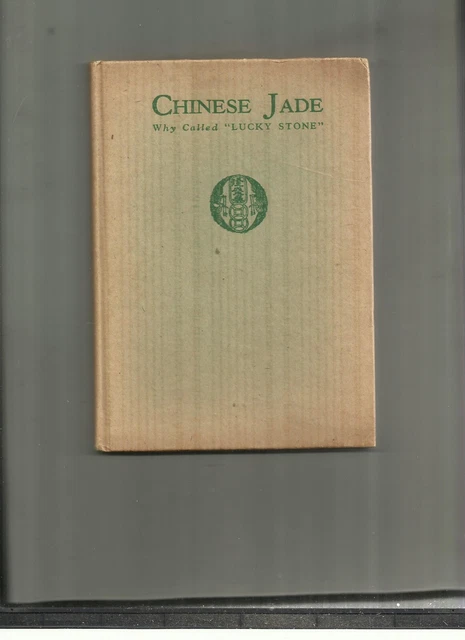 CHINESE JADE
Why Called "LUCKY STONE"